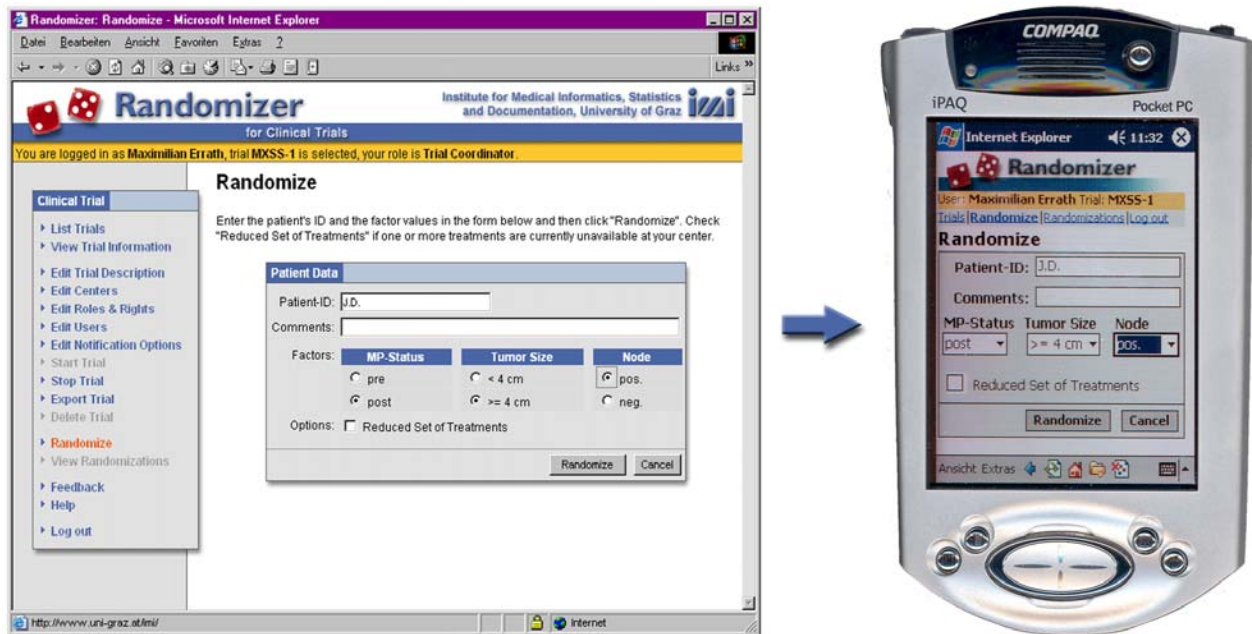 Randomizer: Randomize - Microsoft Internet Explorer
Datei Bearbeiten Ansicht Favoriten Extras ?
Links »
Randomizer
for Clinical Trials
Institute for Medical Informatics, Statistics
and Documentation, University of Graz
imi
You are logged in as Maximilian Errath, trial MXSS-1 is selected, your role is Trial Coordinator.
Clinical Trial
List Trials
View Trial Information
Edit Trial Description
Edit Centers
Edit Roles & Rights
Edit Users
Edit Notification Options
Start Trial
Stop Trial
Export Trial
Delete Trial
Randomize
View Randomizations
Feedback
Help
Log out
Randomize
Enter the patient's ID and the factor values in the form below and then click "Randomize". Check
"Reduced Set of Treatments" if one or more treatments are currently unavailable at your center.
Patient Data
Patient-ID: J.D.
Comments:
Factors: MP-Status Tumor Size Node
pre < 4 cm pos.
post >= 4 cm neg.
Options: Reduced Set of Treatments
Randomize Cancel
http://www.uni-graz.at/imi/ Internet
COMPAQ
iPAQ Pocket PC
Internet Explorer 11:32
Randomizer
User: Maximilian Errath Trial: MXSS-1
Trials|Randomize|Randomizations|Log out
Randomize
Patient-ID: J.D.
Comments:
MP-Status Tumor Size Node
post >= 4 cm pos.
Reduced Set of Treatments
Randomize Cancel
Ansicht Extras